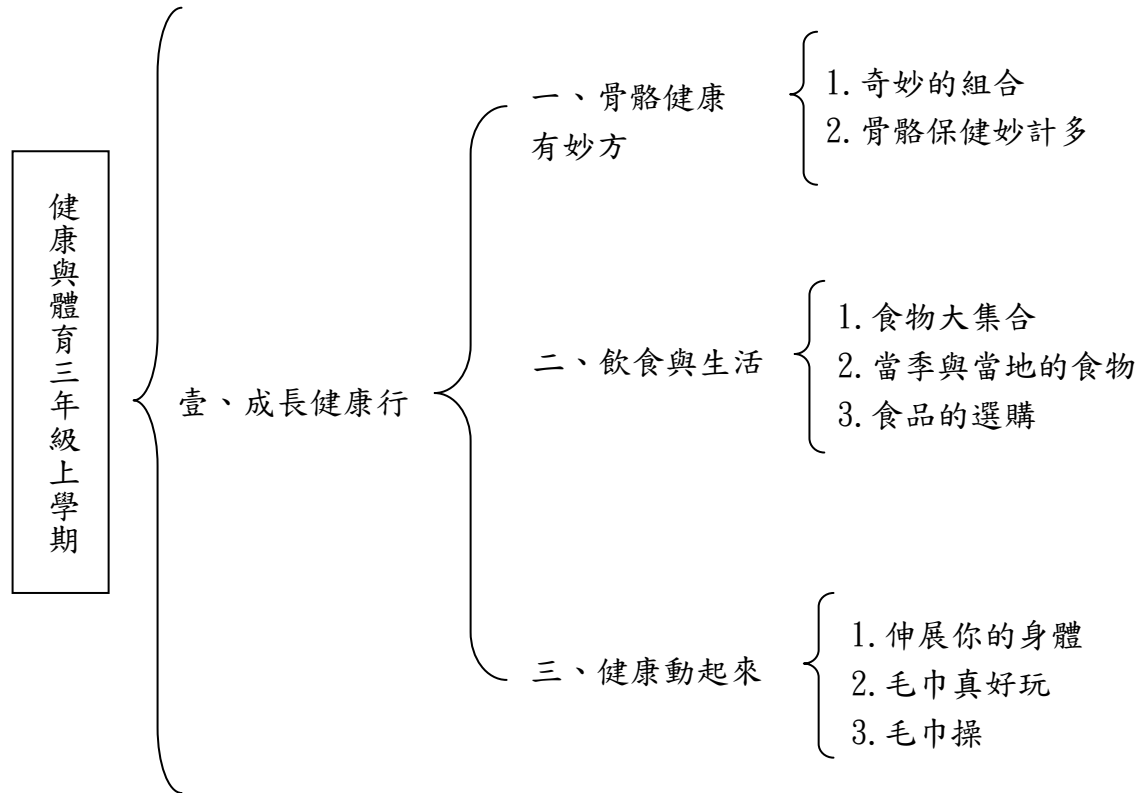 健康與體育三年級上學期
壹、成長健康行
一、骨骼健康
有妙方
1.奇妙的組合
2.骨骼保健妙計多
二、飲食與生活
1.食物大集合
2.當季與當地的食物
3.食品的選購
三、健康動起來
1.伸展你的身體
2.毛巾真好玩
3.毛巾操